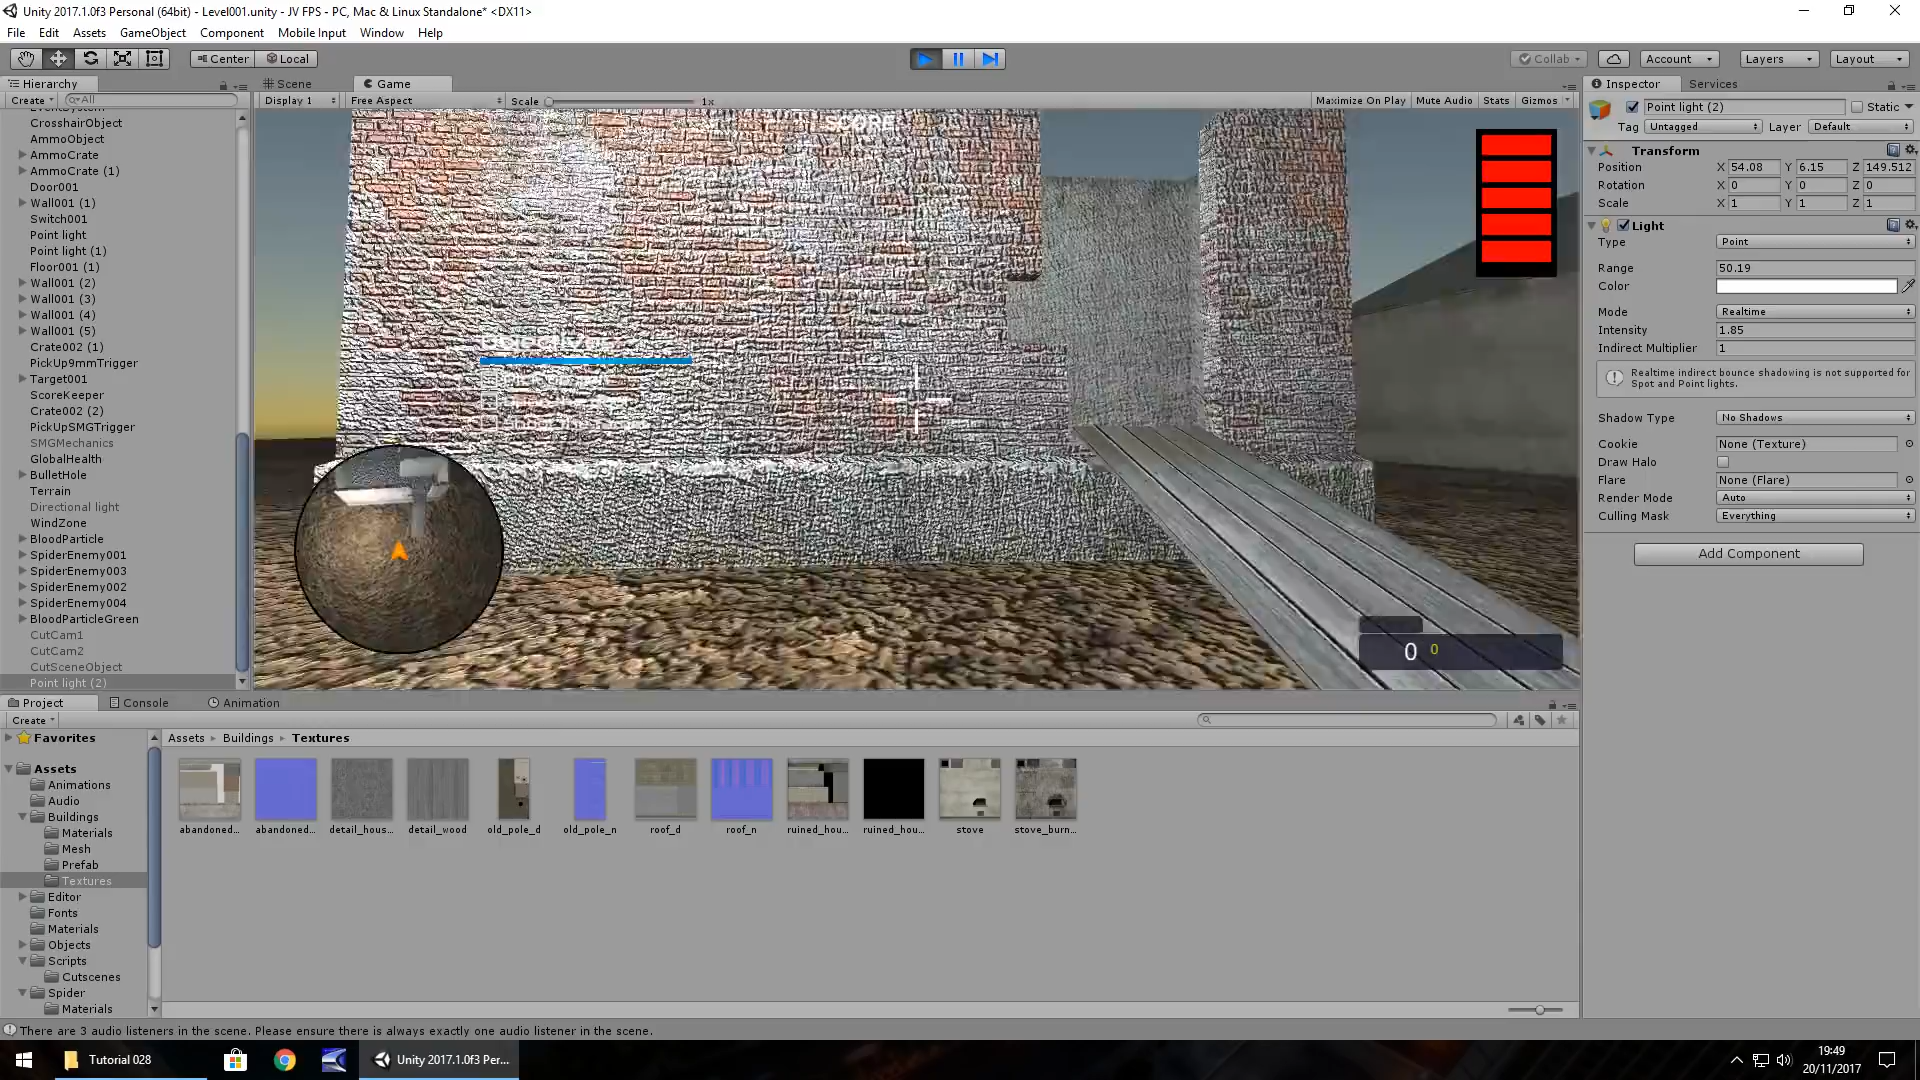 Unity 2017.1.0f3 Personal (64bit) - Level001.unity - JV FPS - PC, Mac & Linux Standalone* <DX11>
File Edit Assets GameObject Component Mobile Input Window Help
Center Local
Collab Account Layers Layout
Hierarchy
Create All
EventSystem
CrosshairObject
AmmoObject
AmmoCrate
AmmoCrate (1)
Door001
Wall001 (1)
Switch001
Point light
Point light (1)
Floor001 (1)
Wall001 (2)
Wall001 (3)
Wall001 (4)
Wall001 (5)
Crate002 (1)
PickUp9mmTrigger
Target001
ScoreKeeper
Crate002 (2)
PickUpSMGTrigger
SMGMechanics
GlobalHealth
BulletHole
Terrain
Directional light
WindZone
BloodParticle
SpiderEnemy001
SpiderEnemy003
SpiderEnemy002
SpiderEnemy004
BloodParticleGreen
CutCam1
CutCam2
CutSceneObject
Point light (2)
Scene Game
Display 1 Free Aspect Scale 1x Maximize On Play Mute Audio Stats Gizmos
SCORE
Objectives
0 0
Inspector Services
Point light (2) Static
Tag Untagged Layer Default
Transform
Position X 54.08 Y 6.15 Z 149.512
Rotation X 0 Y 0 Z 0
Scale X 1 Y 1 Z 1
Light
Type Point
Range 50.19
Color
Mode Realtime
Intensity 1.85
Indirect Multiplier 1
Realtime indirect bounce shadowing is not supported for
Spot and Point lights.
Shadow Type No Shadows
Cookie None (Texture)
Draw Halo
Flare None (Flare)
Render Mode Auto
Culling Mask Everything
Add Component
Project Console Animation
Create
Favorites
Assets
Animations
Audio
Buildings
Materials
Mesh
Prefab
Textures
Editor
Fonts
Materials
Objects
Scripts
Cutscenes
Spider
Materials
Assets Buildings Textures
abandoned... abandoned... detail_hous... detail_wood old_pole_d old_pole_n roof_d roof_n ruined_hou... ruined_hou... stove stove_burn...
There are 3 audio listeners in the scene. Please ensure there is always exactly one audio listener in the scene.
Tutorial 028
Unity 2017.1.0f3 Per...
19:49
20/11/2017